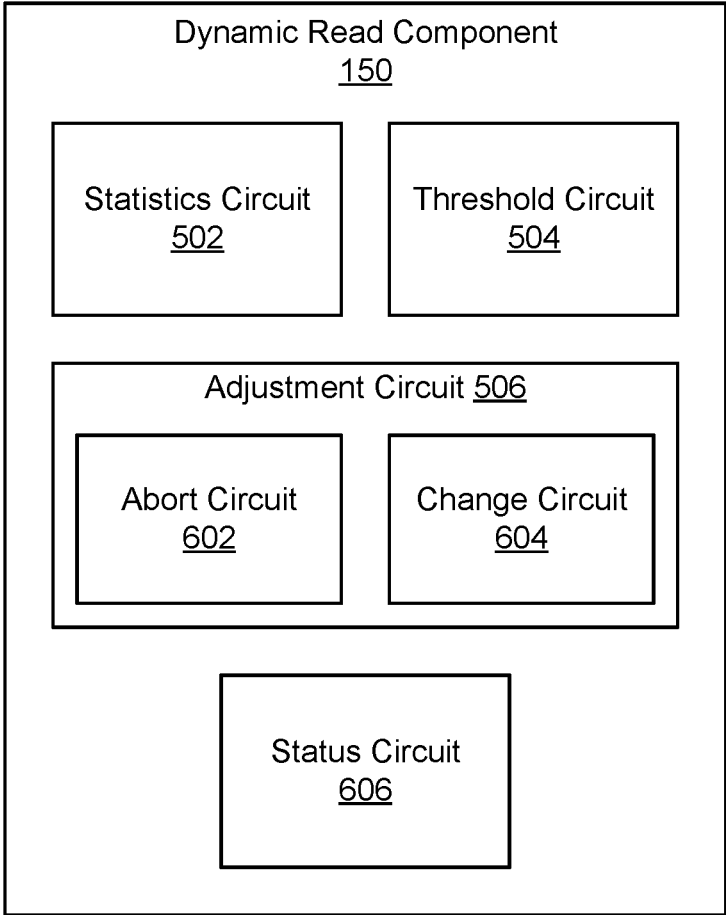 Dynamic Read Component
150
Statistics Circuit
502
Threshold Circuit
504
Adjustment Circuit 506
Abort Circuit
602
Change Circuit
604
Status Circuit
606